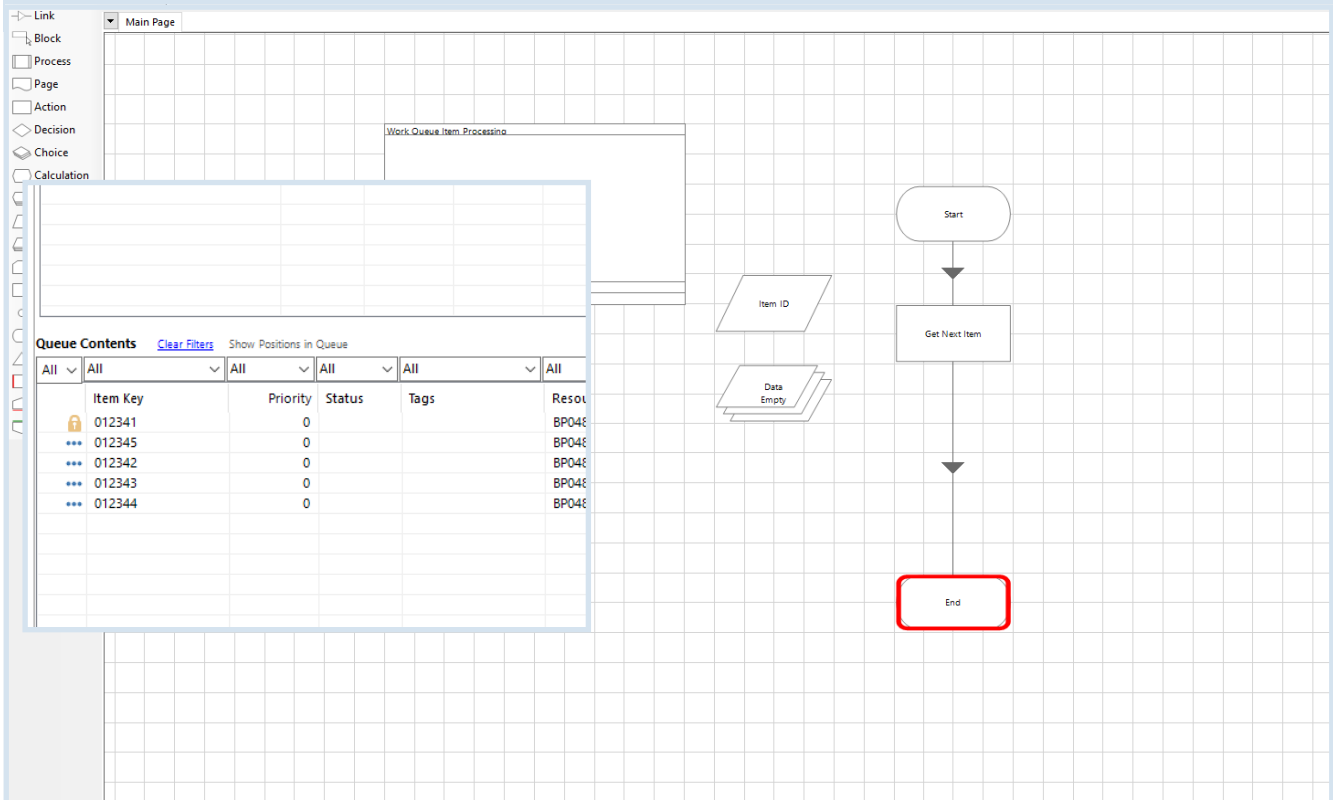 Link
Main Page
Block
Process
Page
Action
Decision
Choice
Calculation
Work Queue Item Processing
Start
Item ID
Get Next Item
Data
Empty
End
Queue Contents Clear Filters Show Positions in Queue
All All All All All All
Item Key Priority Status Tags Resou
012341 0 BP048
012345 0 BP048
012342 0 BP048
012343 0 BP048
012344 0 BP048